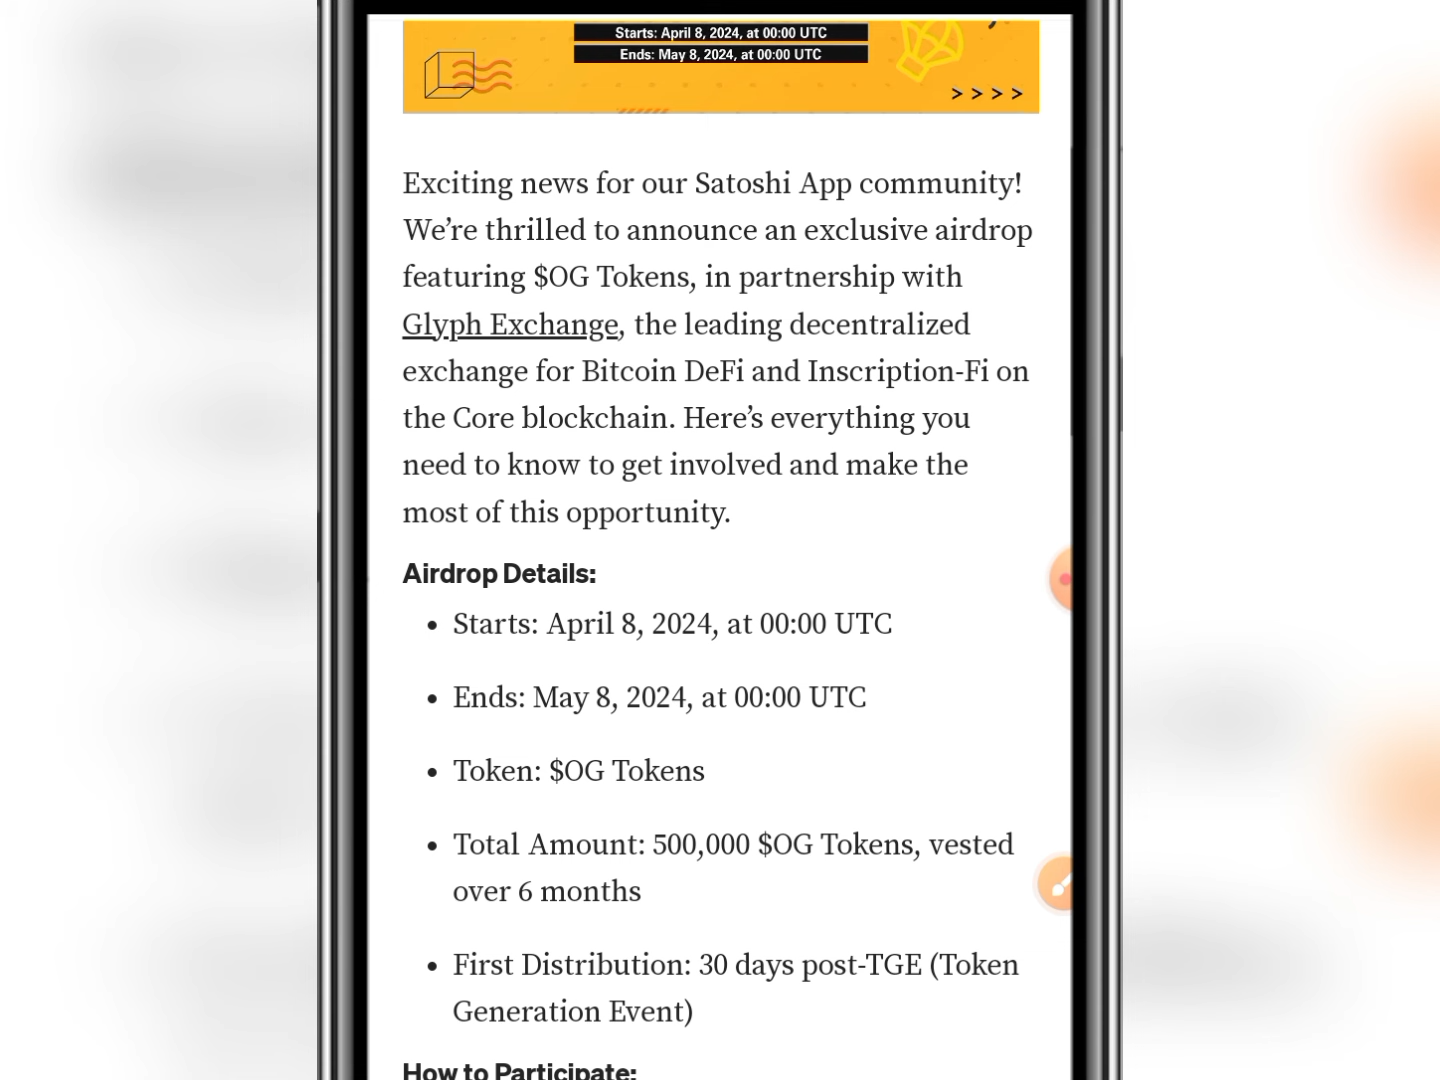 Starts: April 8, 2024, at 00:00 UTC
Ends: May 8, 2024, at 00:00 UTC
> > > >
Exciting news for our Satoshi App community!
We’re thrilled to announce an exclusive airdrop
featuring $OG Tokens, in partnership with
Glyph Exchange, the leading decentralized
exchange for Bitcoin DeFi and Inscription-Fi on
the Core blockchain. Here’s everything you
need to know to get involved and make the
most of this opportunity.
Airdrop Details:
• Starts: April 8, 2024, at 00:00 UTC
• Ends: May 8, 2024, at 00:00 UTC
• Token: $OG Tokens
• Total Amount: 500,000 $OG Tokens, vested
over 6 months
• First Distribution: 30 days post-TGE (Token
Generation Event)
How to Participate: